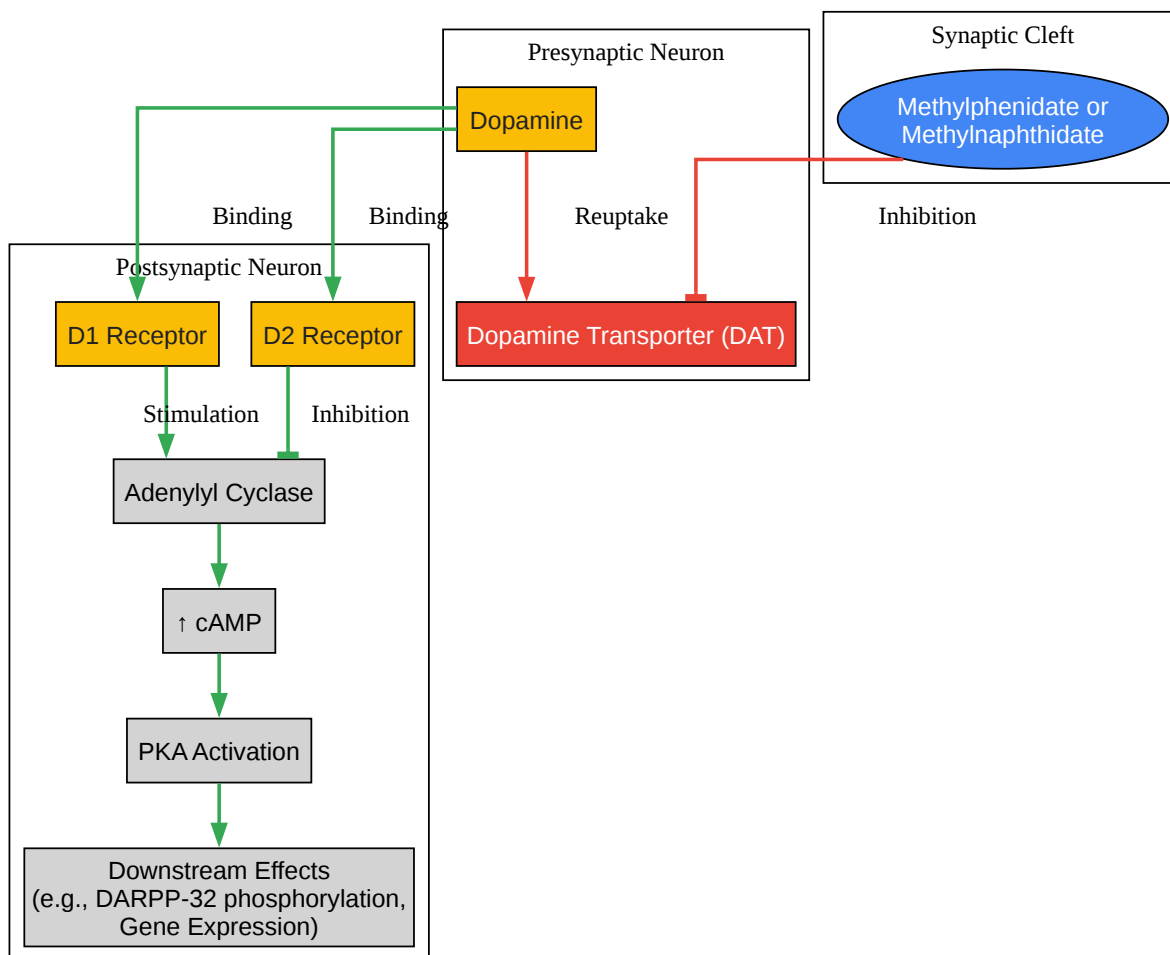 Synaptic Cleft
Presynaptic Neuron
Methylphenidate or
Methylnaphthidate
Dopamine
Binding
Binding
Reuptake
Inhibition
Postsynaptic Neuron
D1 Receptor
D2 Receptor
Dopamine Transporter (DAT)
Stimulation
Inhibition
Adenylyl Cyclase
↑ cAMP
PKA Activation
Downstream Effects
(e.g., DARPP-32 phosphorylation,
Gene Expression)